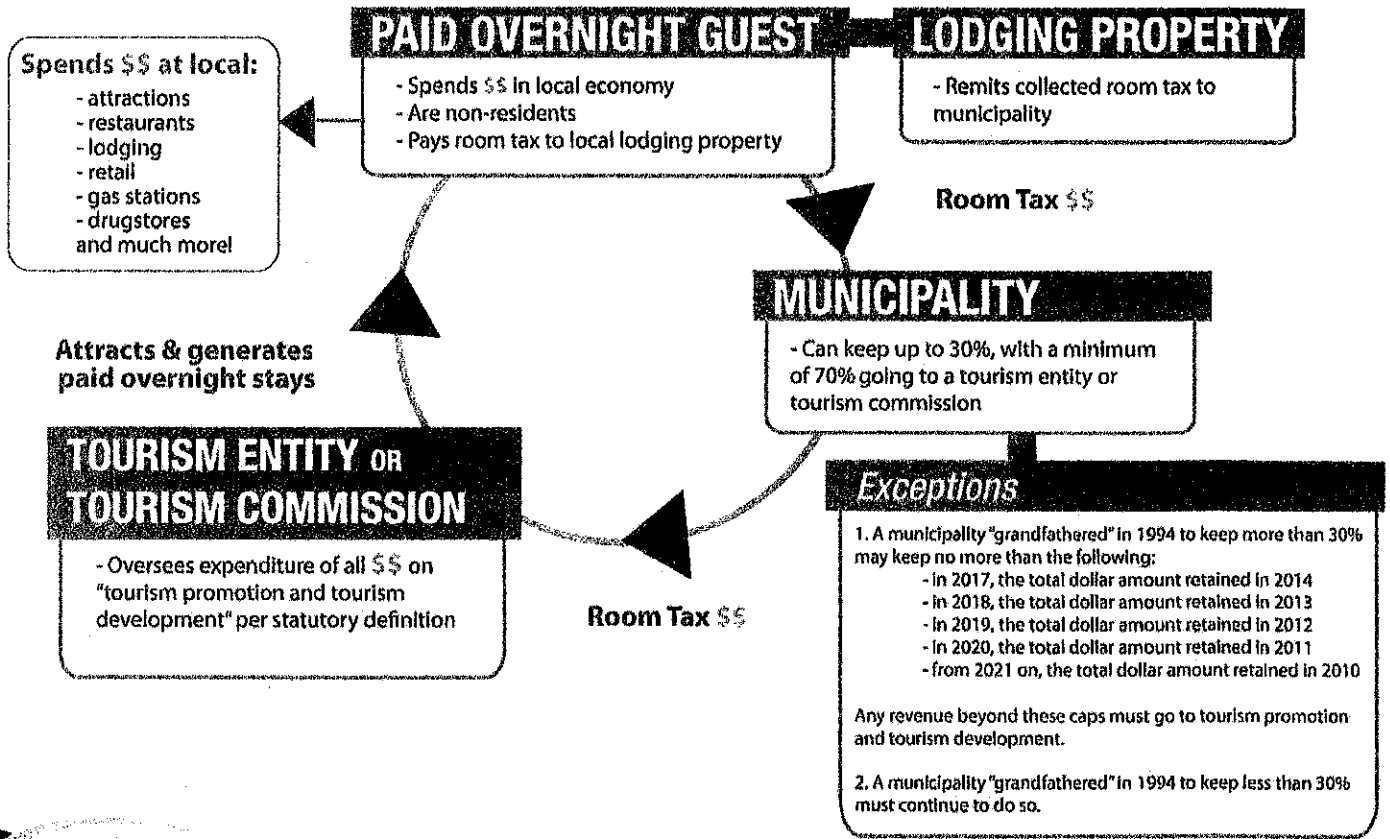 PAID OVERNIGHT GUEST
- Spends $$ in local economy
- Are non-residents
- Pays room tax to local lodging property
LODGING PROPERTY
- Remits collected room tax to
municipality
Spends $$ at local:
- attractions
- restaurants
- lodging
- retail
- gas stations
- drugstores
and much more!
Room Tax $$
MUNICIPALITY
- Can keep up to 30%, with a minimum
of 70% going to a tourism entity or
tourism commission
Attracts & generates
paid overnight stays
TOURISM ENTITY OR
TOURISM COMMISSION
- Oversees expenditure of all $$ on
"tourism promotion and tourism
development" per statutory definition
Room Tax $$
Exceptions
1. A municipality "grandfathered" in 1994 to keep more than 30%
may keep no more than the following:
- in 2017, the total dollar amount retained in 2014
- in 2018, the total dollar amount retained in 2013
- in 2019, the total dollar amount retained in 2012
- in 2020, the total dollar amount retained in 2011
- from 2021 on, the total dollar amount retained in 2010
Any revenue beyond these caps must go to tourism promotion
and tourism development.
2. A municipality "grandfathered" in 1994 to keep less than 30%
must continue to do so.